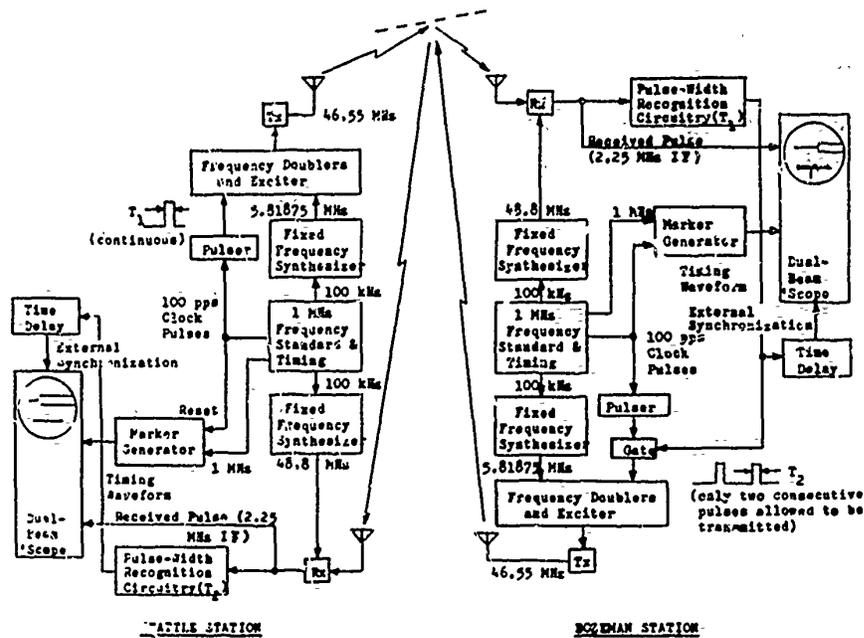 46.55 MHz
Frequency Doublers
and Exciter
T₁
(continuous)
5.81875 MHz
Pulser
Fixed
Frequency
Synthesizer
100 kHz
100 pps
Clock
Pulses
1 MHz
Frequency
Standard &
Timing
Time
Delay
External
Synchronization
100 kHz
Reset
Fixed
Frequency
Synthesizer
Marker
Generator
1 MHz
48.8 MHz
Timing
Waveform
Received Pulse (2.25
MHz IF)
Dual-
Beam
Scope
Pulse-Width
Recognition
Circuitry(T₂)
Rx
STATION
Rx
Pulse-Width
Recognition
Circuitry(T₁)
Received Pulse
(2.25 MHz IF)
48.8 MHz
Fixed
Frequency
Synthesizer
1 MHz
Marker
Generator
Timing
Waveform
Dual-
Beam
Scope
100 kHz
1 MHz
Frequency
Standard &
Timing
External
Synchronization
100 pps
Clock
Pulses
Time
Delay
100 kHz
Fixed
Frequency
Synthesizer
Pulser
Gate
5.81875 MHz
Frequency Doublers
and Exciter
T₂
(only two consecutive
pulses allowed to be
transmitted)
46.55 MHz
Tx
BOZEMAN STATION